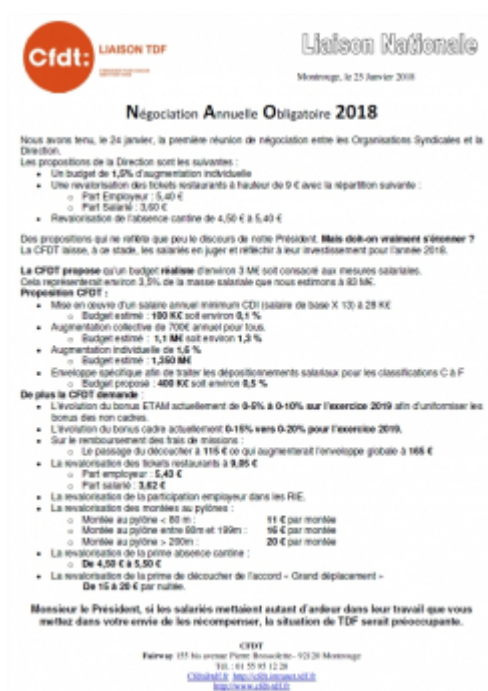 Cfdt:
LIAISON TDF
Liaison Nationale
Montrouge, le 25 Janvier 2018
Négociation Annuelle Obligatoire 2018
Nous avons tenu, le 24 janvier, la première réunion de négociation entre les Organisations Syndicales et la
Direction.
Les propositions de la Direction sont les suivantes :
• Un budget de 1,5% d'augmentation individuelle
• Une revalorisation des tickets restaurants à hauteur de 9 € avec la répartition suivante :
o Part Employeur : 5,40 €
o Part Salarié : 3,60 €
• Revalorisation de l'absence cantine de 4,50 € à 5,40 €
Des propositions qui ne reflète que peu le discours de notre Président. Mais doit-on vraiment s'étonner ?
La CFDT laisse, à ce stade, les salariés en juger et réfléchir à leur investissement pour l'année 2018.
La CFDT propose qu'un budget réaliste d'environ 3 M€ soit consacré aux mesures salariales.
Cela représenterait environ 3,5% de la masse salariale que nous estimons à 83 M€.
Proposition CFDT :
• Mise en œuvre d'un salaire annuel minimum CDI (salaire de base X 13) à 28 K€
o Budget estimé : 100 K€ soit environ 0,1 %
• Augmentation collective de 700€ annuel pour tous.
o Budget estimé : 1,1 M€ soit environ 1,3 %
• Augmentation individuelle de 1,5 %
o Budget estimé : 1,250 M€
• Enveloppe spécifique afin de traiter les dépositionnements salariaux pour les classifications C à F
o Budget proposé : 400 K€ soit environ 0,5 %
De plus la CFDT demande :
• L'évolution du bonus ETAM actuellement de 0-5% à 0-10% sur l'exercice 2019 afin d'uniformiser les
bonus des non cadres.
• L'évolution du bonus cadre actuellement 0-15% vers 0-20% pour l'exercice 2019.
• Sur le remboursement des frais de missions :
o Le passage du découcher à 115 € ce qui augmenterait l'enveloppe globale à 165 €
• La revalorisation des tickets restaurants à 9,05 €
o Part employeur : 5,43 €
o Part salarié : 3,62 €
• La revalorisation de la participation employeur dans les RIE.
• La revalorisation des montées au pylônes :
o Montée au pylône < 80 m : 11 € par montée
o Montée au pylône entre 80m et 199m : 16 € par montée
o Montée au pylône > 200m : 20 € par montée
• La revalorisation de la prime absence cantine :
o De 4,50 € à 5,50 €
• La revalorisation de la prime de découcher de l'accord « Grand déplacement »
De 15 à 20 € par nuitée.
Monsieur le Président, si les salariés mettaient autant d'ardeur dans leur travail que vous
mettez dans votre envie de les récompenser, la situation de TDF serait préoccupante.
CFDT
Fairway 155 bis avenue Pierre Brossolette– 92120 Montrouge
Tél. : 01 55 95 12 20